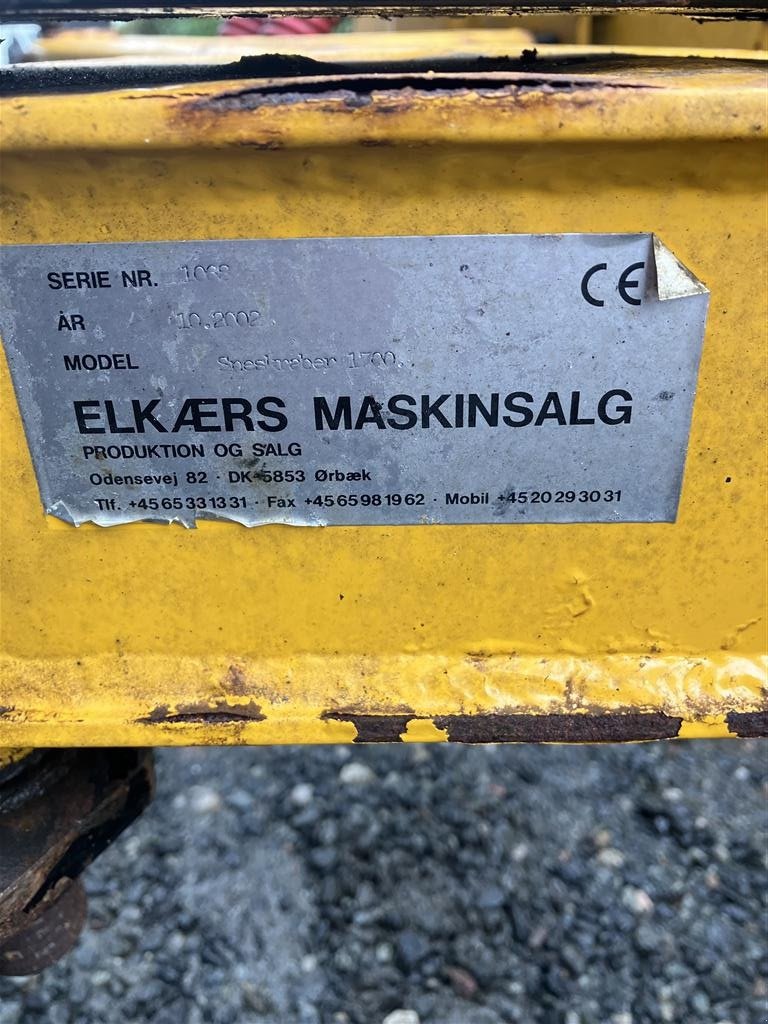 SERIE NR.
CE
ÅR 10.2002
MODEL 1700.
ELKÆRS MASKINSALG
PRODUKTION OG SALG
Odensevej 82 · DK-5853 Ørbæk
Tlf. +45 65 33 13 31 · Fax +45 65 98 19 62 · Mobil +45 20 29 30 31